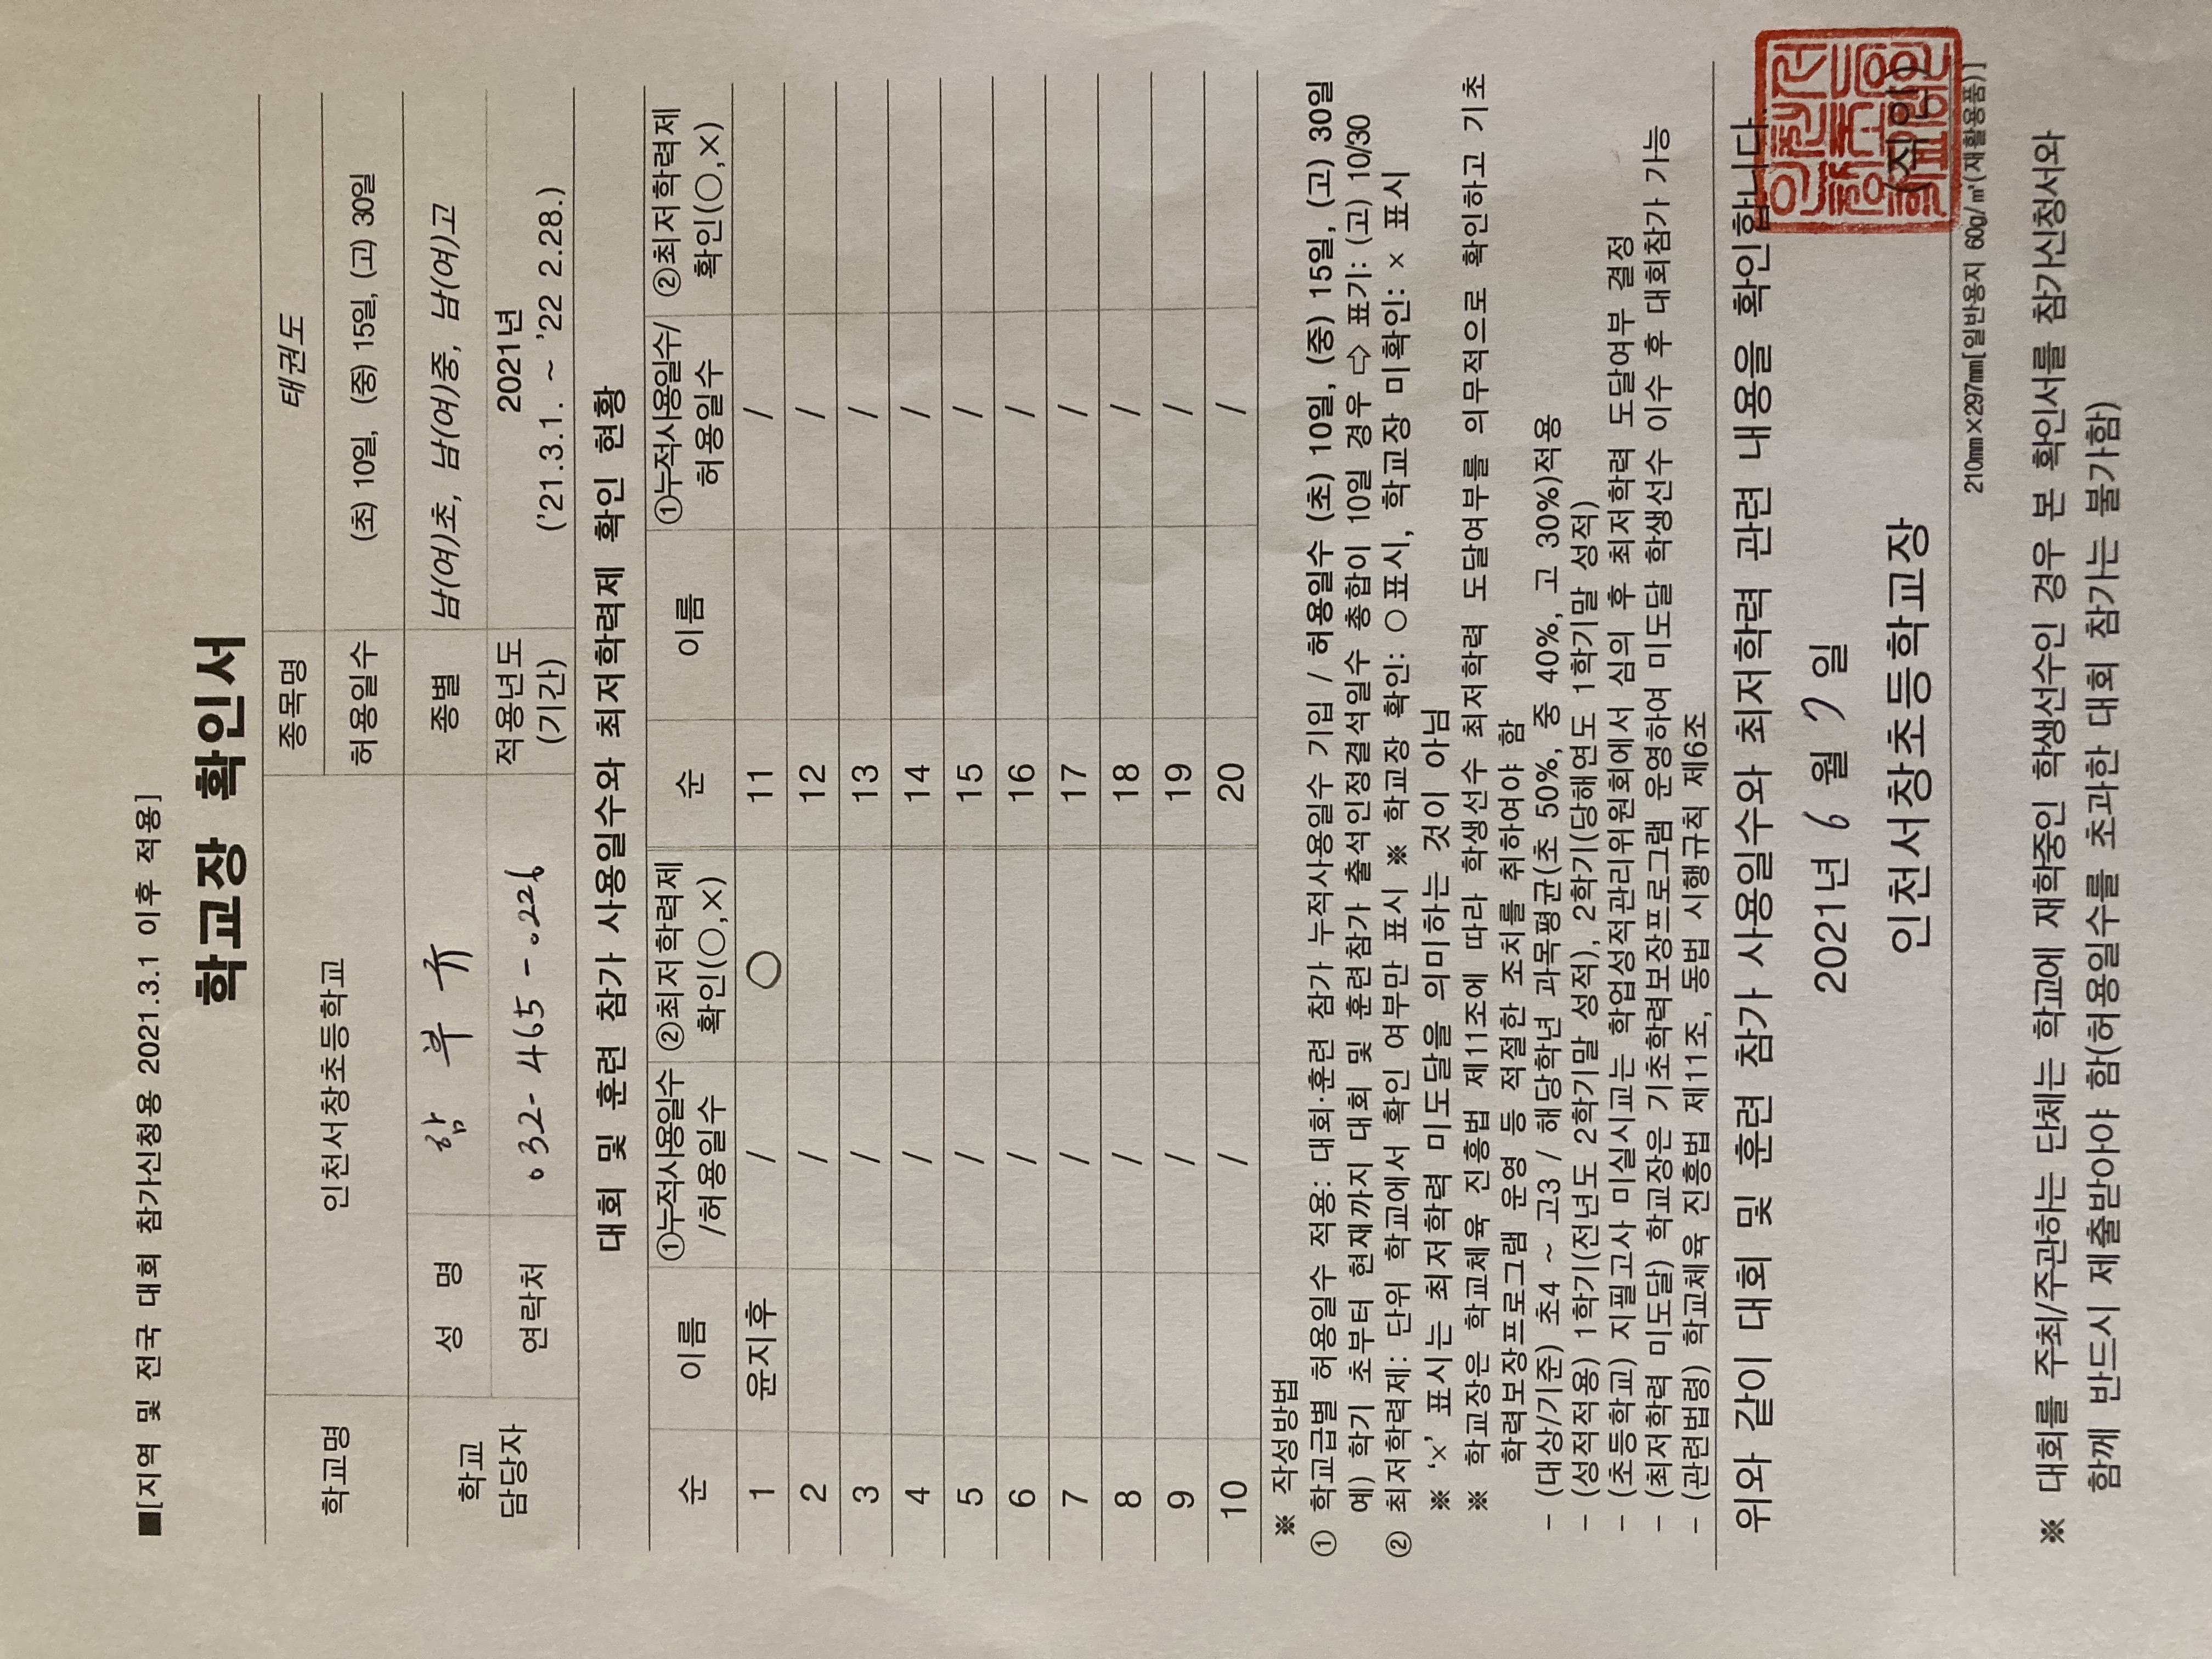 ■[지역 및 전국 대회 참가신청용 2021.3.1 이후 적용]
학교장 확인서
학교명 인천서창초등학교 종목명 태권도
허용일수 (초) 10일, (중) 15일, (고) 30일
학교 담당자 성 명 함 부 규 종별 남(여)초, 남(여)중, 남(여)고
연락처 032-465-0226 적용년도 (기간) 2021년 ('21.3.1. ~ '22 2.28.)
대회 및 훈련 참가 사용일수와 최저학력제 확인 현황
순 이름 ①누적사용일수/허용일수 ②최저학력제 확인(○,×) 순 이름 ①누적사용일수/허용일수 ②최저학력제 확인(○,×)
1 윤지후 / ○ 11 /
2 / 12 /
3 / 13 /
4 / 14 /
5 / 15 /
6 / 16 /
7 / 17 /
8 / 18 /
9 / 19 /
10 / 20 /
※ 작성방법
① 학교급별 허용일수 적용: 대회·훈련 참가 누적사용일수 기입 / 허용일수 (초) 10일, (중) 15일, (고) 30일
예) 학기 초부터 현재까지 대회 및 훈련참가 출석인정결석일수 총합이 10일 경우 ⇨ 표기: (고) 10/30
② 최저학력제: 단위 학교에서 확인 여부만 표시 ※ 학교장 확인: ○표시, 학교장 미확인: × 표시
※ '×' 표시는 최저학력 미도달을 의미하는 것이 아님
※ 학교장은 학교체육 진흥법 제11조에 따라 학생선수 최저학력 도달여부를 의무적으로 확인하고 기초
학력보장프로그램 운영 등 적절한 조치를 취하여야 함
- (대상/기준) 초4 ~ 고3 / 해당학년 과목평균(초 50%, 중 40%, 고 30%)적용
- (성적적용) 1학기(전년도 2학기말 성적), 2학기(당해연도 1학기말 성적)
- (초등학교) 지필고사 미실시교는 학업성적관리위원회에서 심의 후 최저학력 도달여부 결정
- (최저학력 미도달) 학교장은 기초학력보장프로그램 운영하여 미도달 학생선수 이수 후 대회참가 가능
- (관련법령) 학교체육 진흥법 제11조, 동법 시행규칙 제6조
위와 같이 대회 및 훈련 참가 사용일수와 최저학력 관련 내용을 확인합니다.
2021년 6 월 7 일
인천서창초등학교장 (직인)
210㎜×297㎜[일반용지 60g/㎡(재활용품)]
※ 대회를 주최/주관하는 단체는 학교에 재학중인 학생선수인 경우 본 확인서를 참가신청서와
함께 반드시 제출받아야 함(허용일수를 초과한 대회 참가는 불가함)